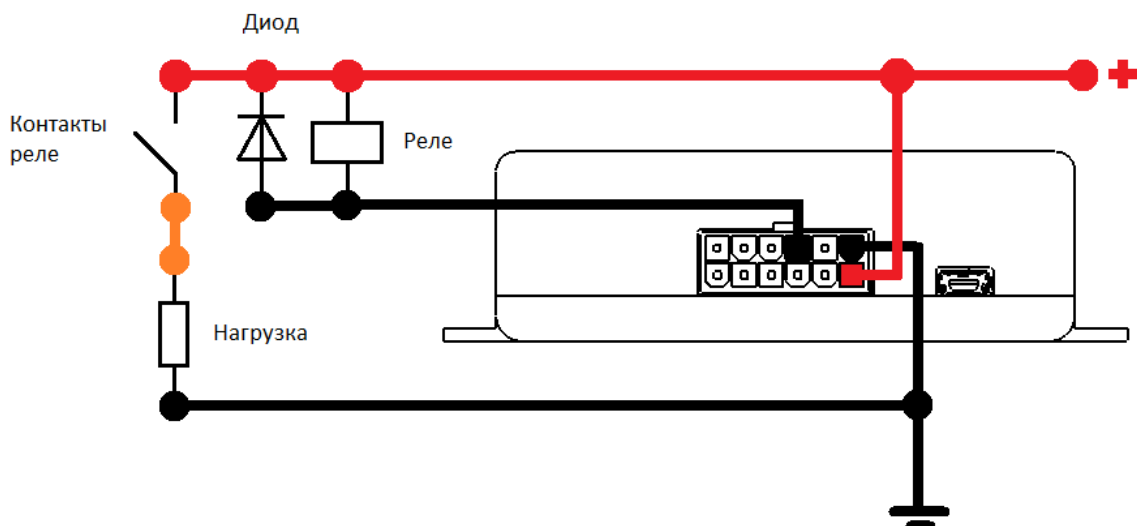 Диод
+
Контакты
реле
Реле
Нагрузка